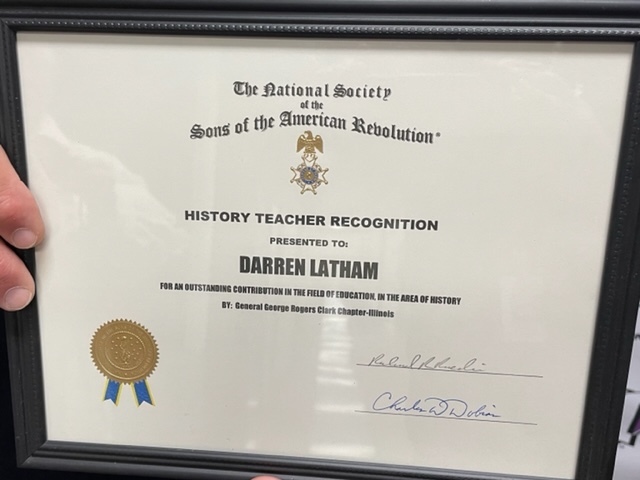 The National Society
of the
Sons of the American Revolution®
HISTORY TEACHER RECOGNITION
PRESENTED TO:
DARREN LATHAM
FOR AN OUTSTANDING CONTRIBUTION IN THE FIELD OF EDUCATION, IN THE AREA OF HISTORY
BY: General George Rogers Clark Chapter-Illinois
Charles W Dobias